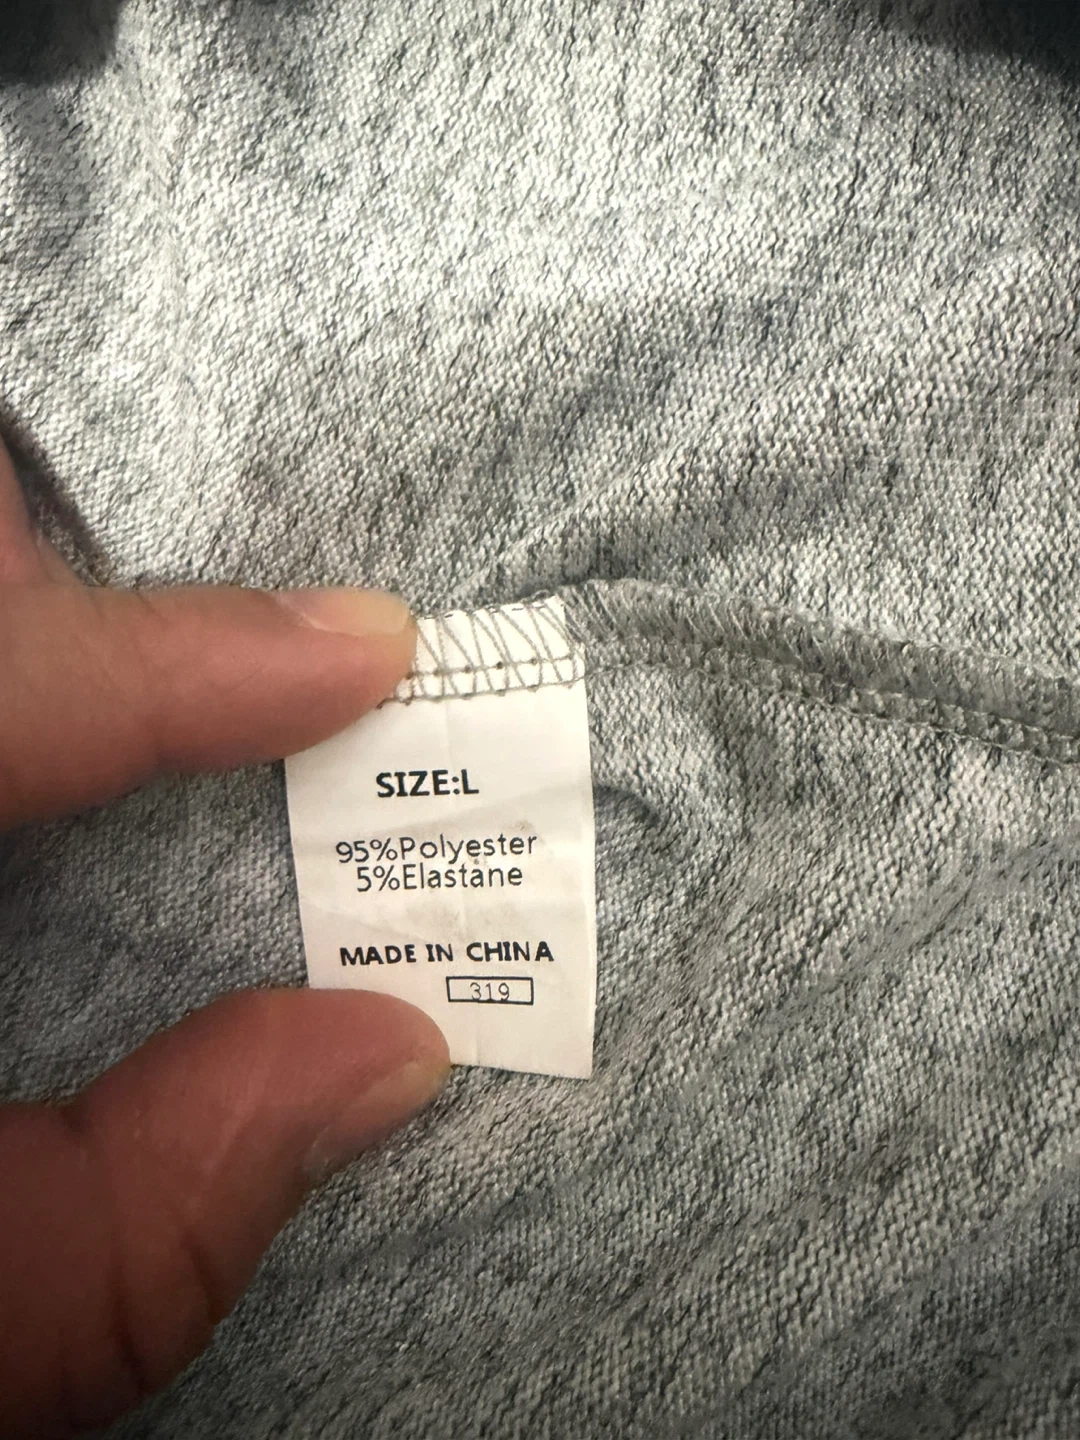 SIZE:L
95%Polyester
5%Elastane
MADE IN CHINA
319